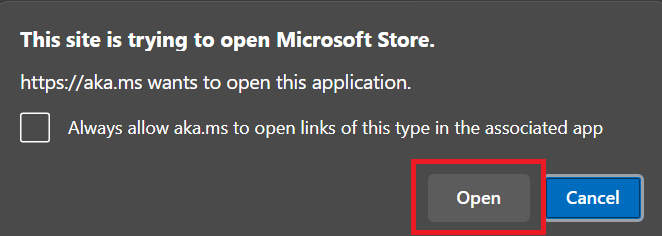 This site is trying to open Microsoft Store.
https://aka.ms wants to open this application.
Always allow aka.ms to open links of this type in the associated app
Open
Cancel